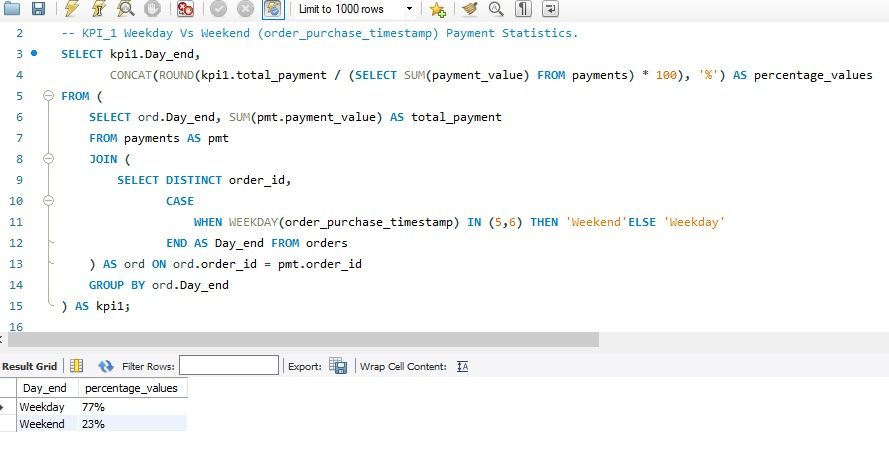 Limit to 1000 rows
2 -- KPI_1 Weekday Vs Weekend (order_purchase_timestamp) Payment Statistics.
3 SELECT kpi1.Day_end,
4 CONCAT(ROUND(kpi1.total_payment / (SELECT SUM(payment_value) FROM payments) * 100), '%') AS percentage_values
5 FROM (
6 SELECT ord.Day_end, SUM(pmt.payment_value) AS total_payment
7 FROM payments AS pmt
8 JOIN (
9 SELECT DISTINCT order_id,
10 CASE
11 WHEN WEEKDAY(order_purchase_timestamp) IN (5,6) THEN 'Weekend'ELSE 'Weekday'
12 END AS Day_end FROM orders
13 ) AS ord ON ord.order_id = pmt.order_id
14 GROUP BY ord.Day_end
15 ) AS kpi1;
16
Result Grid Filter Rows: Export: Wrap Cell Content: IA
Day_end percentage_values
Weekday 77%
Weekend 23%